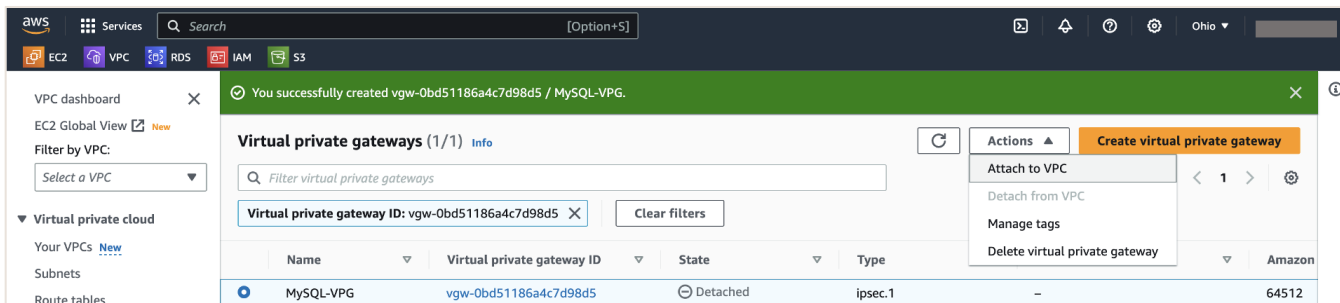 aws Services Search [Option+S] Ohio
EC2 VPC RDS IAM S3
VPC dashboard
EC2 Global View New
Filter by VPC:
Select a VPC
Virtual private cloud
Your VPCs New
Subnets
Route tables
You successfully created vgw-0bd51186a4c7d98d5 / MySQL-VPG.
Virtual private gateways (1/1) Info
Actions
Create virtual private gateway
Filter virtual private gateways
1
Attach to VPC
Detach from VPC
Manage tags
Delete virtual private gateway
Virtual private gateway ID: vgw-0bd51186a4c7d98d5
Clear filters
Name Virtual private gateway ID State Type Amazon
MySQL-VPG vgw-0bd51186a4c7d98d5 Detached ipsec.1 – 64512